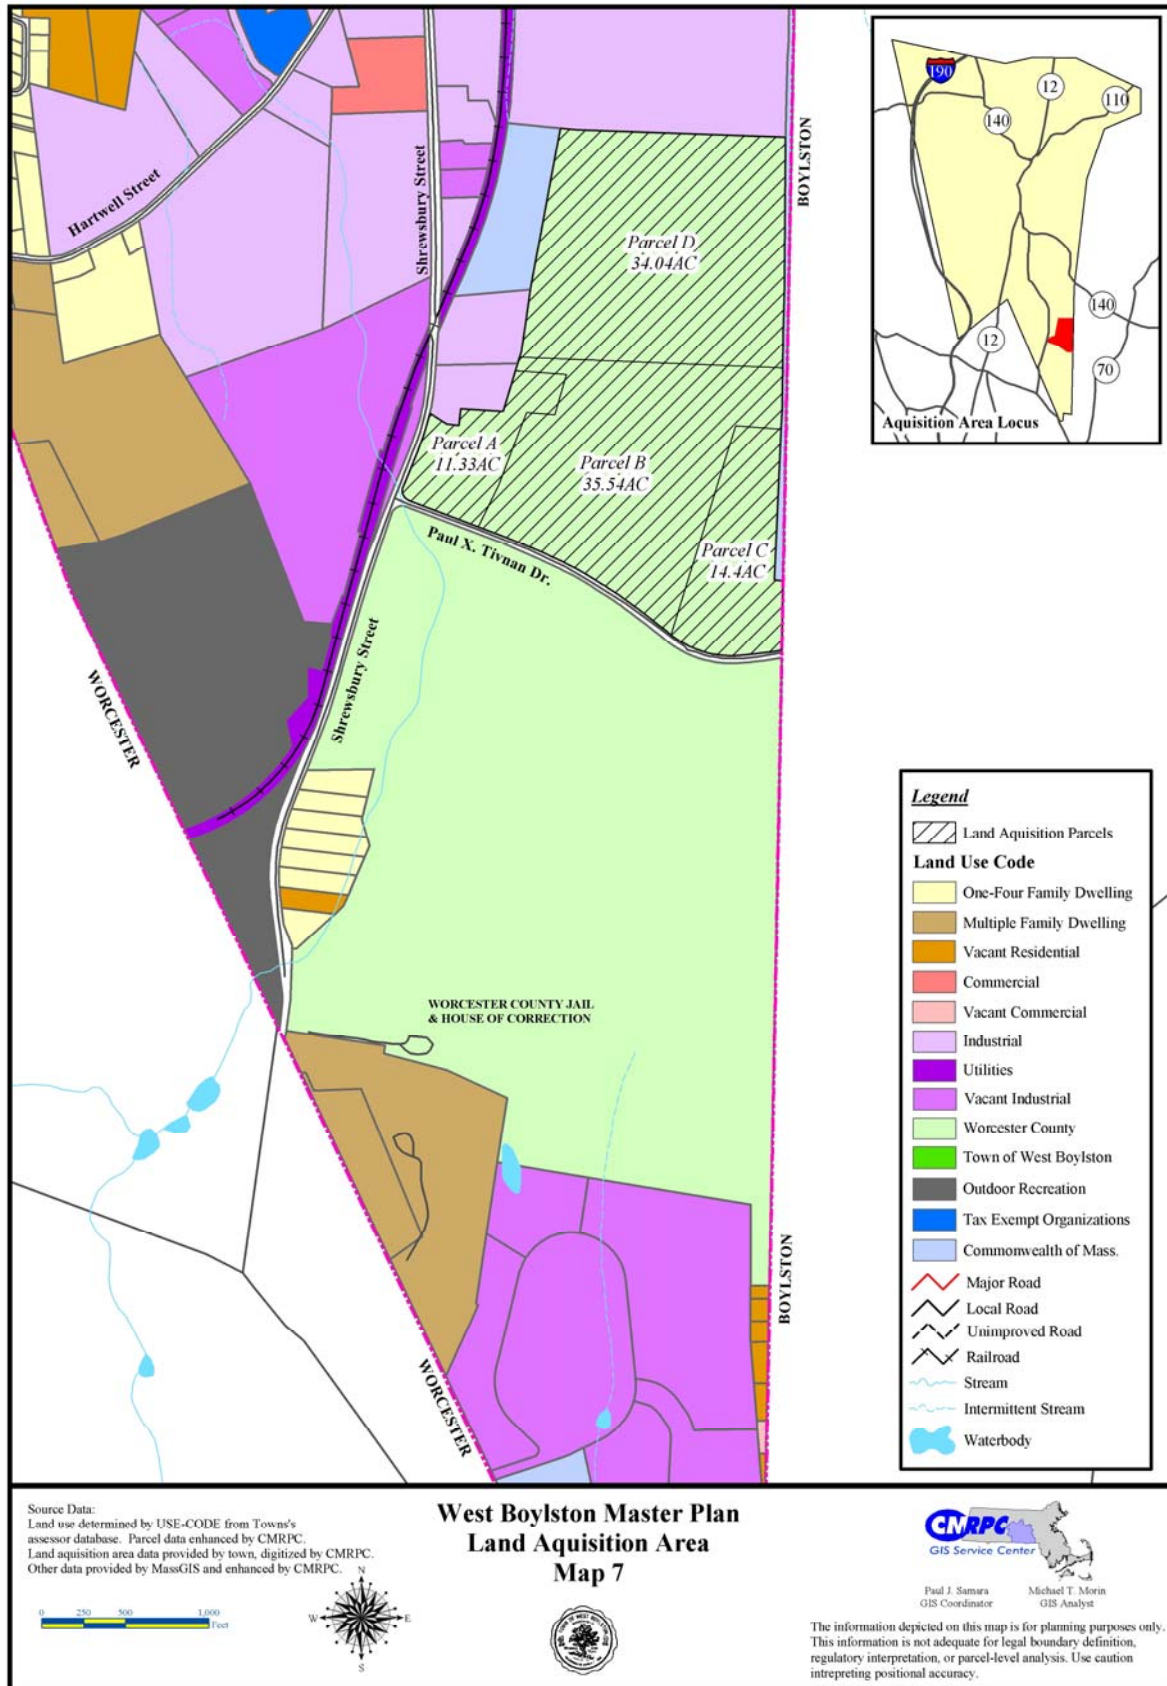 190
12
110
140
140
12
70
Aquisition Area Locus
BOYLSTON
Hartwell Street
Shrewsbury Street
Parcel D
34.04AC
Parcel A
11.33AC
Parcel B
35.54AC
Parcel C
14.4AC
Paul X. Tivnan Dr.
Shrewsbury Street
WORCESTER
WORCESTER COUNTY JAIL
& HOUSE OF CORRECTION
BOYLSTON
WORCESTER
Legend
Land Aquisition Parcels
Land Use Code
One-Four Family Dwelling
Multiple Family Dwelling
Vacant Residential
Commercial
Vacant Commercial
Industrial
Utilities
Vacant Industrial
Worcester County
Town of West Boylston
Outdoor Recreation
Tax Exempt Organizations
Commonwealth of Mass.
Major Road
Local Road
Unimproved Road
Railroad
Stream
Intermittent Stream
Waterbody
Source Data:
Land use determined by USE-CODE from Towns's
assessor database. Parcel data enhanced by CMRPC.
Land aquisition area data provided by town, digitized by CMRPC.
Other data provided by MassGIS and enhanced by CMRPC.
0 250 500 1,000
Feet
N
W E
S
West Boylston Master Plan
Land Aquisition Area
Map 7
CMRPC
GIS Service Center
Paul J. Samara Michael T. Morin
GIS Coordinator GIS Analyst
The information depicted on this map is for planning purposes only.
This information is not adequate for legal boundary definition,
regulatory interpretation, or parcel-level analysis. Use caution
intrepreting positional accuracy.